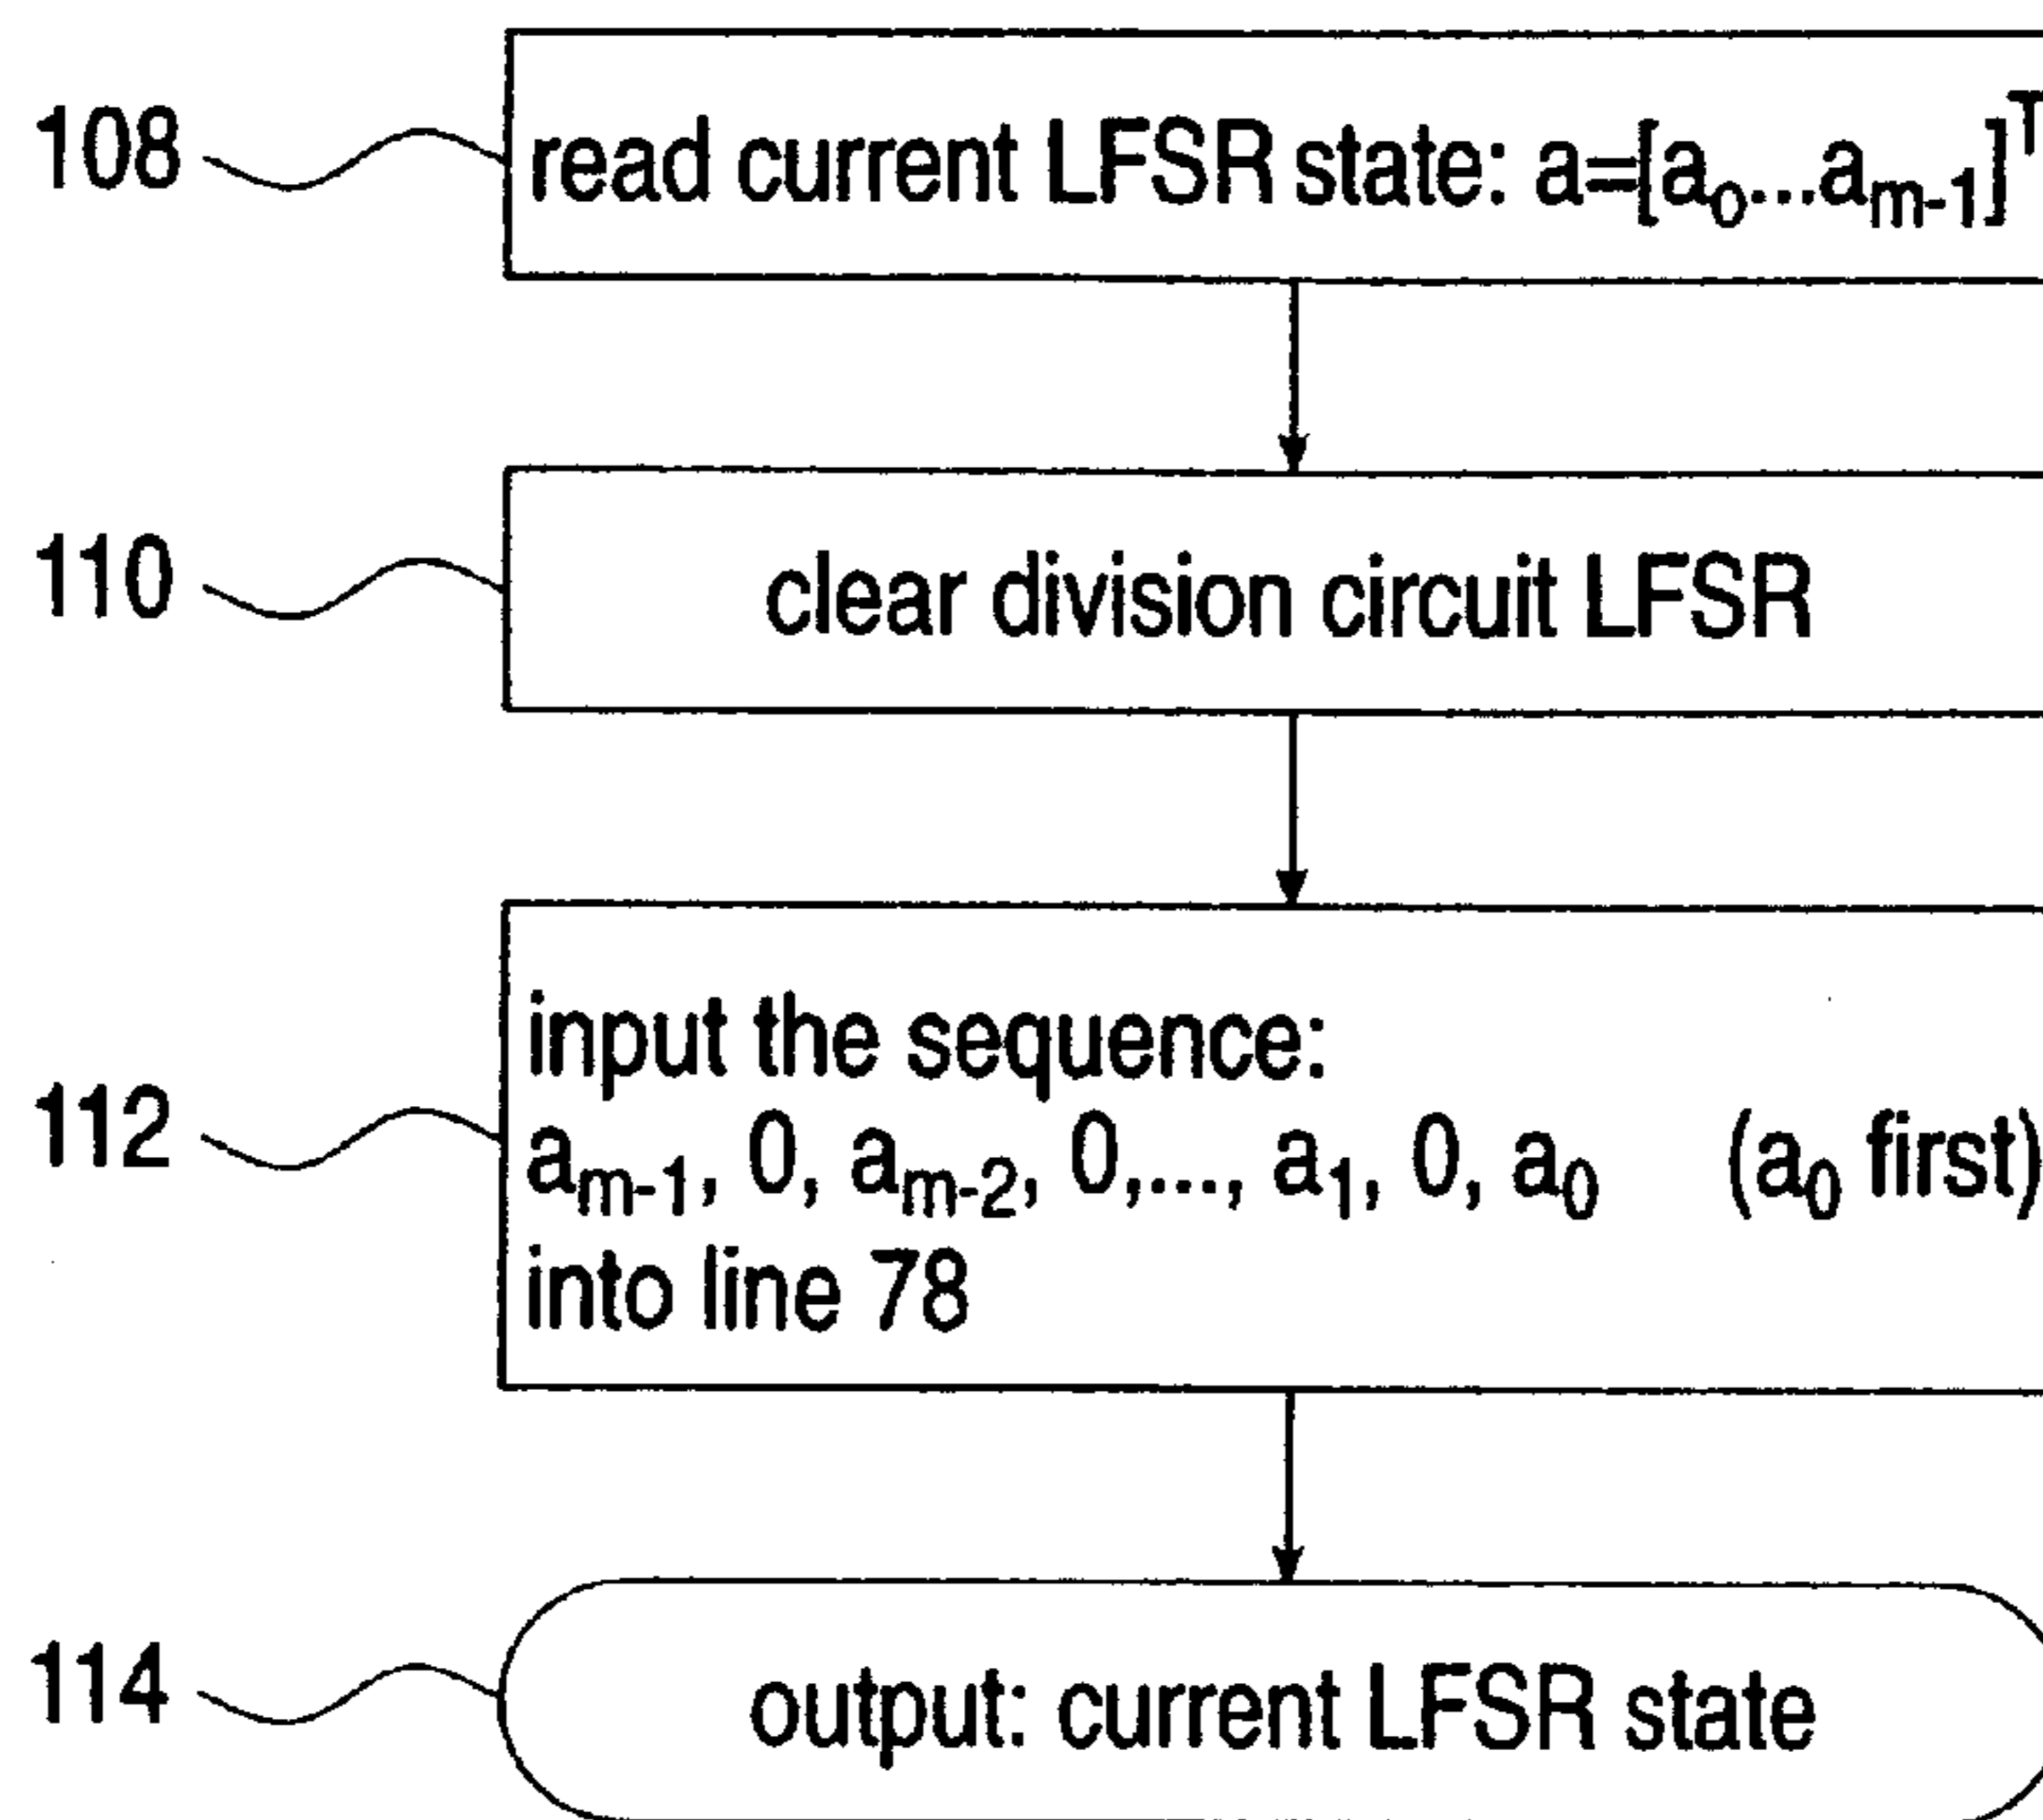 108 read current LFSR state: a=[a₀...aₘ₋₁]ᵀ
110 clear division circuit LFSR
112 input the sequence:
aₘ₋₁, 0, aₘ₋₂, 0,..., a₁, 0, a₀ (a₀ first)
into line 78
114 output: current LFSR state